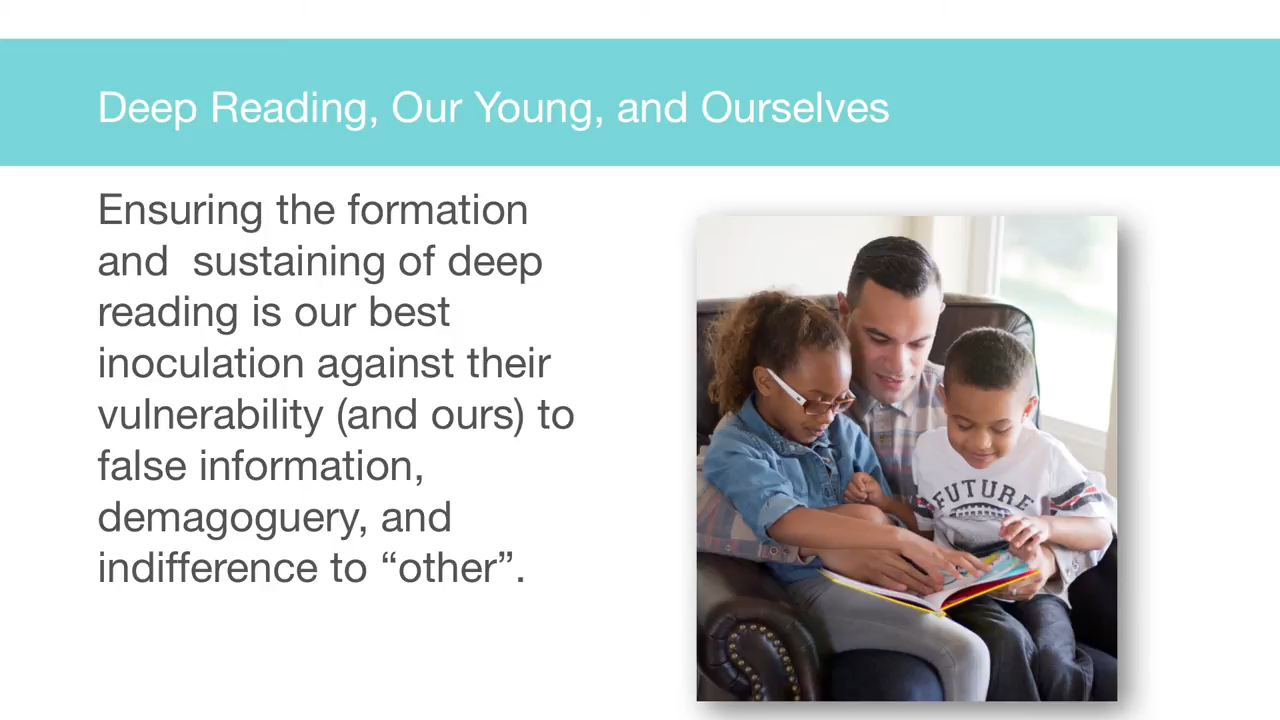 Deep Reading, Our Young, and Ourselves
Ensuring the formation
and  sustaining of deep
reading is our best
inoculation against their
vulnerability (and ours) to
false information,
demagoguery, and
indifference to “other”.
FUTURE